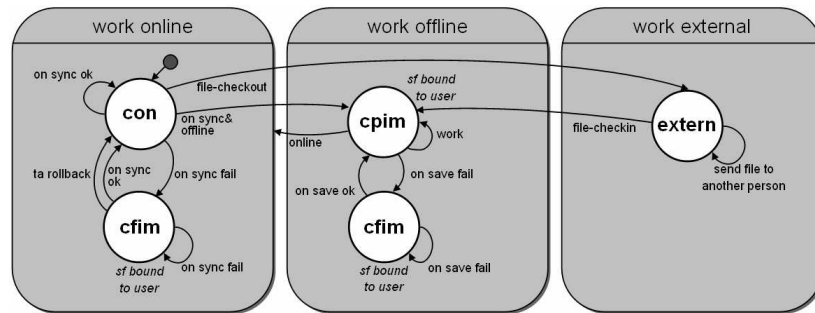 work online
work offline
work external
on sync ok
file-checkout
sf bound
to user
con
on sync&
offline
cpim
extern
online
work
file-checkin
ta rollback
on sync
ok
on sync fail
on save ok
on save fail
send file to
another person
cfim
cfim
on sync fail
on save fail
sf bound
to user
sf bound
to user